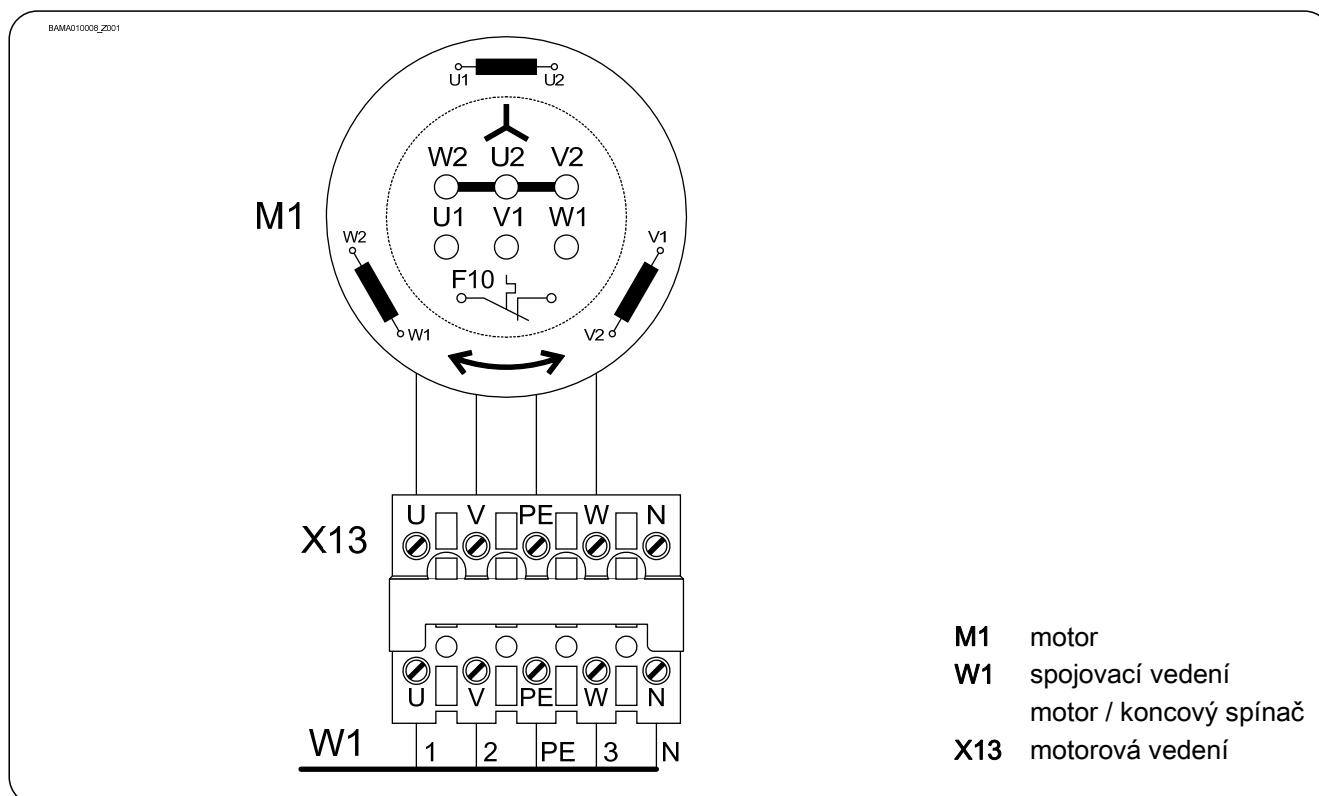 BAMA010008_Z001
U1 U2
W2 U2 V2
M1
U1 V1 W1
W2 V1
F10
W1 V2
X13
U V PE W N
U V PE W N
W1 1 2 PE 3 N
M1 motor
W1 spojovací vedení
motor / koncový spínač
X13 motorová vedení